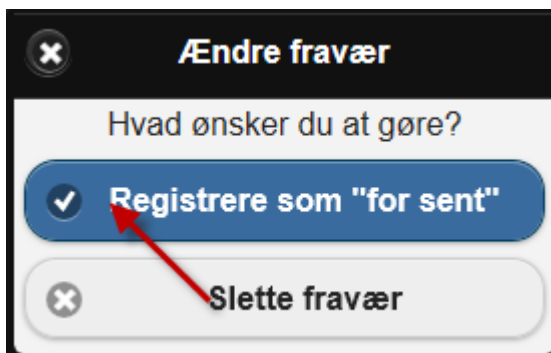 Ændre fravær
Hvad ønsker du at gøre?
Registrere som "for sent"
Slette fravær